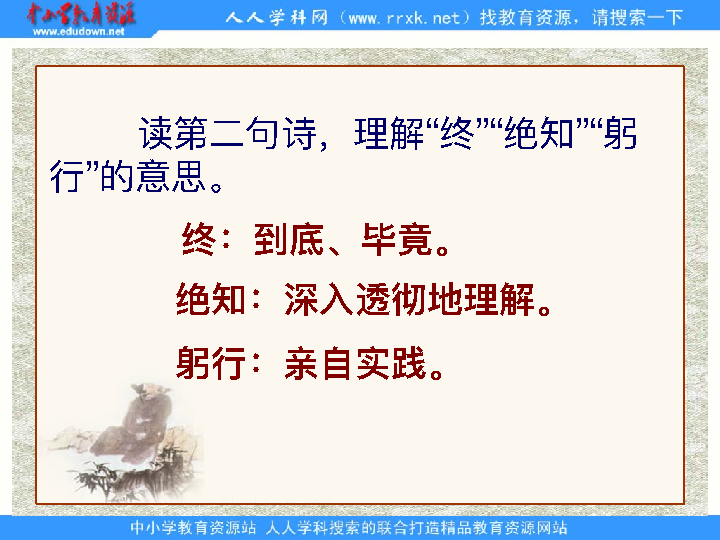 中小学教育资源
www.edudown.net
人人学科网（www.rrxk.net）找教育资源，请搜索一下
读第二句诗，理解“终”“绝知”“躬
行”的意思。
终：到底、毕竟。
绝知：深入透彻地理解。
躬行：亲自实践。
中小学教育资源站 人人学科搜索的联合打造精品教育资源网站